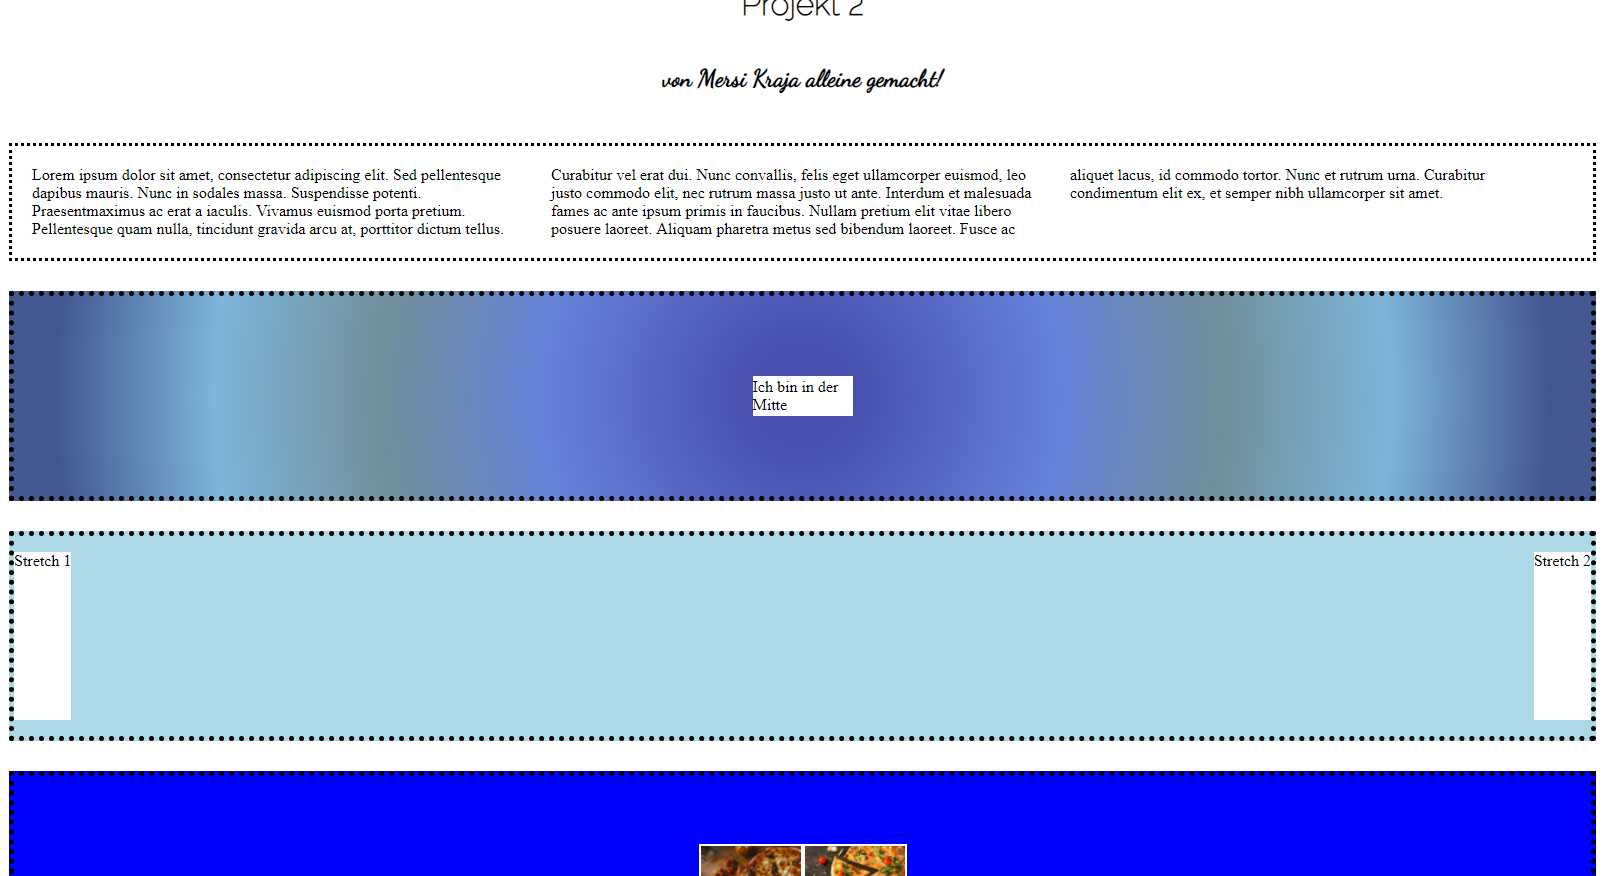 Projekt 2
von Mersi Kraja alleine gemacht!
Lorem ipsum dolor sit amet, consectetur adipiscing elit. Sed pellentesque
dapibus mauris. Nunc in sodales massa. Suspendisse potenti.
Praesentmaximus ac erat a iaculis. Vivamus euismod porta pretium.
Pellentesque quam nulla, tincidunt gravida arcu at, porttitor dictum tellus.
Curabitur vel erat dui. Nunc convallis, felis eget ullamcorper euismod, leo
justo commodo elit, nec rutrum massa justo ut ante. Interdum et malesuada
fames ac ante ipsum primis in faucibus. Nullam pretium elit vitae libero
posuere laoreet. Aliquam pharetra metus sed bibendum laoreet. Fusce ac
aliquet lacus, id commodo tortor. Nunc et rutrum urna. Curabitur
condimentum elit ex, et semper nibh ullamcorper sit amet.
Ich bin in der
Mitte
Stretch 1
Stretch 2